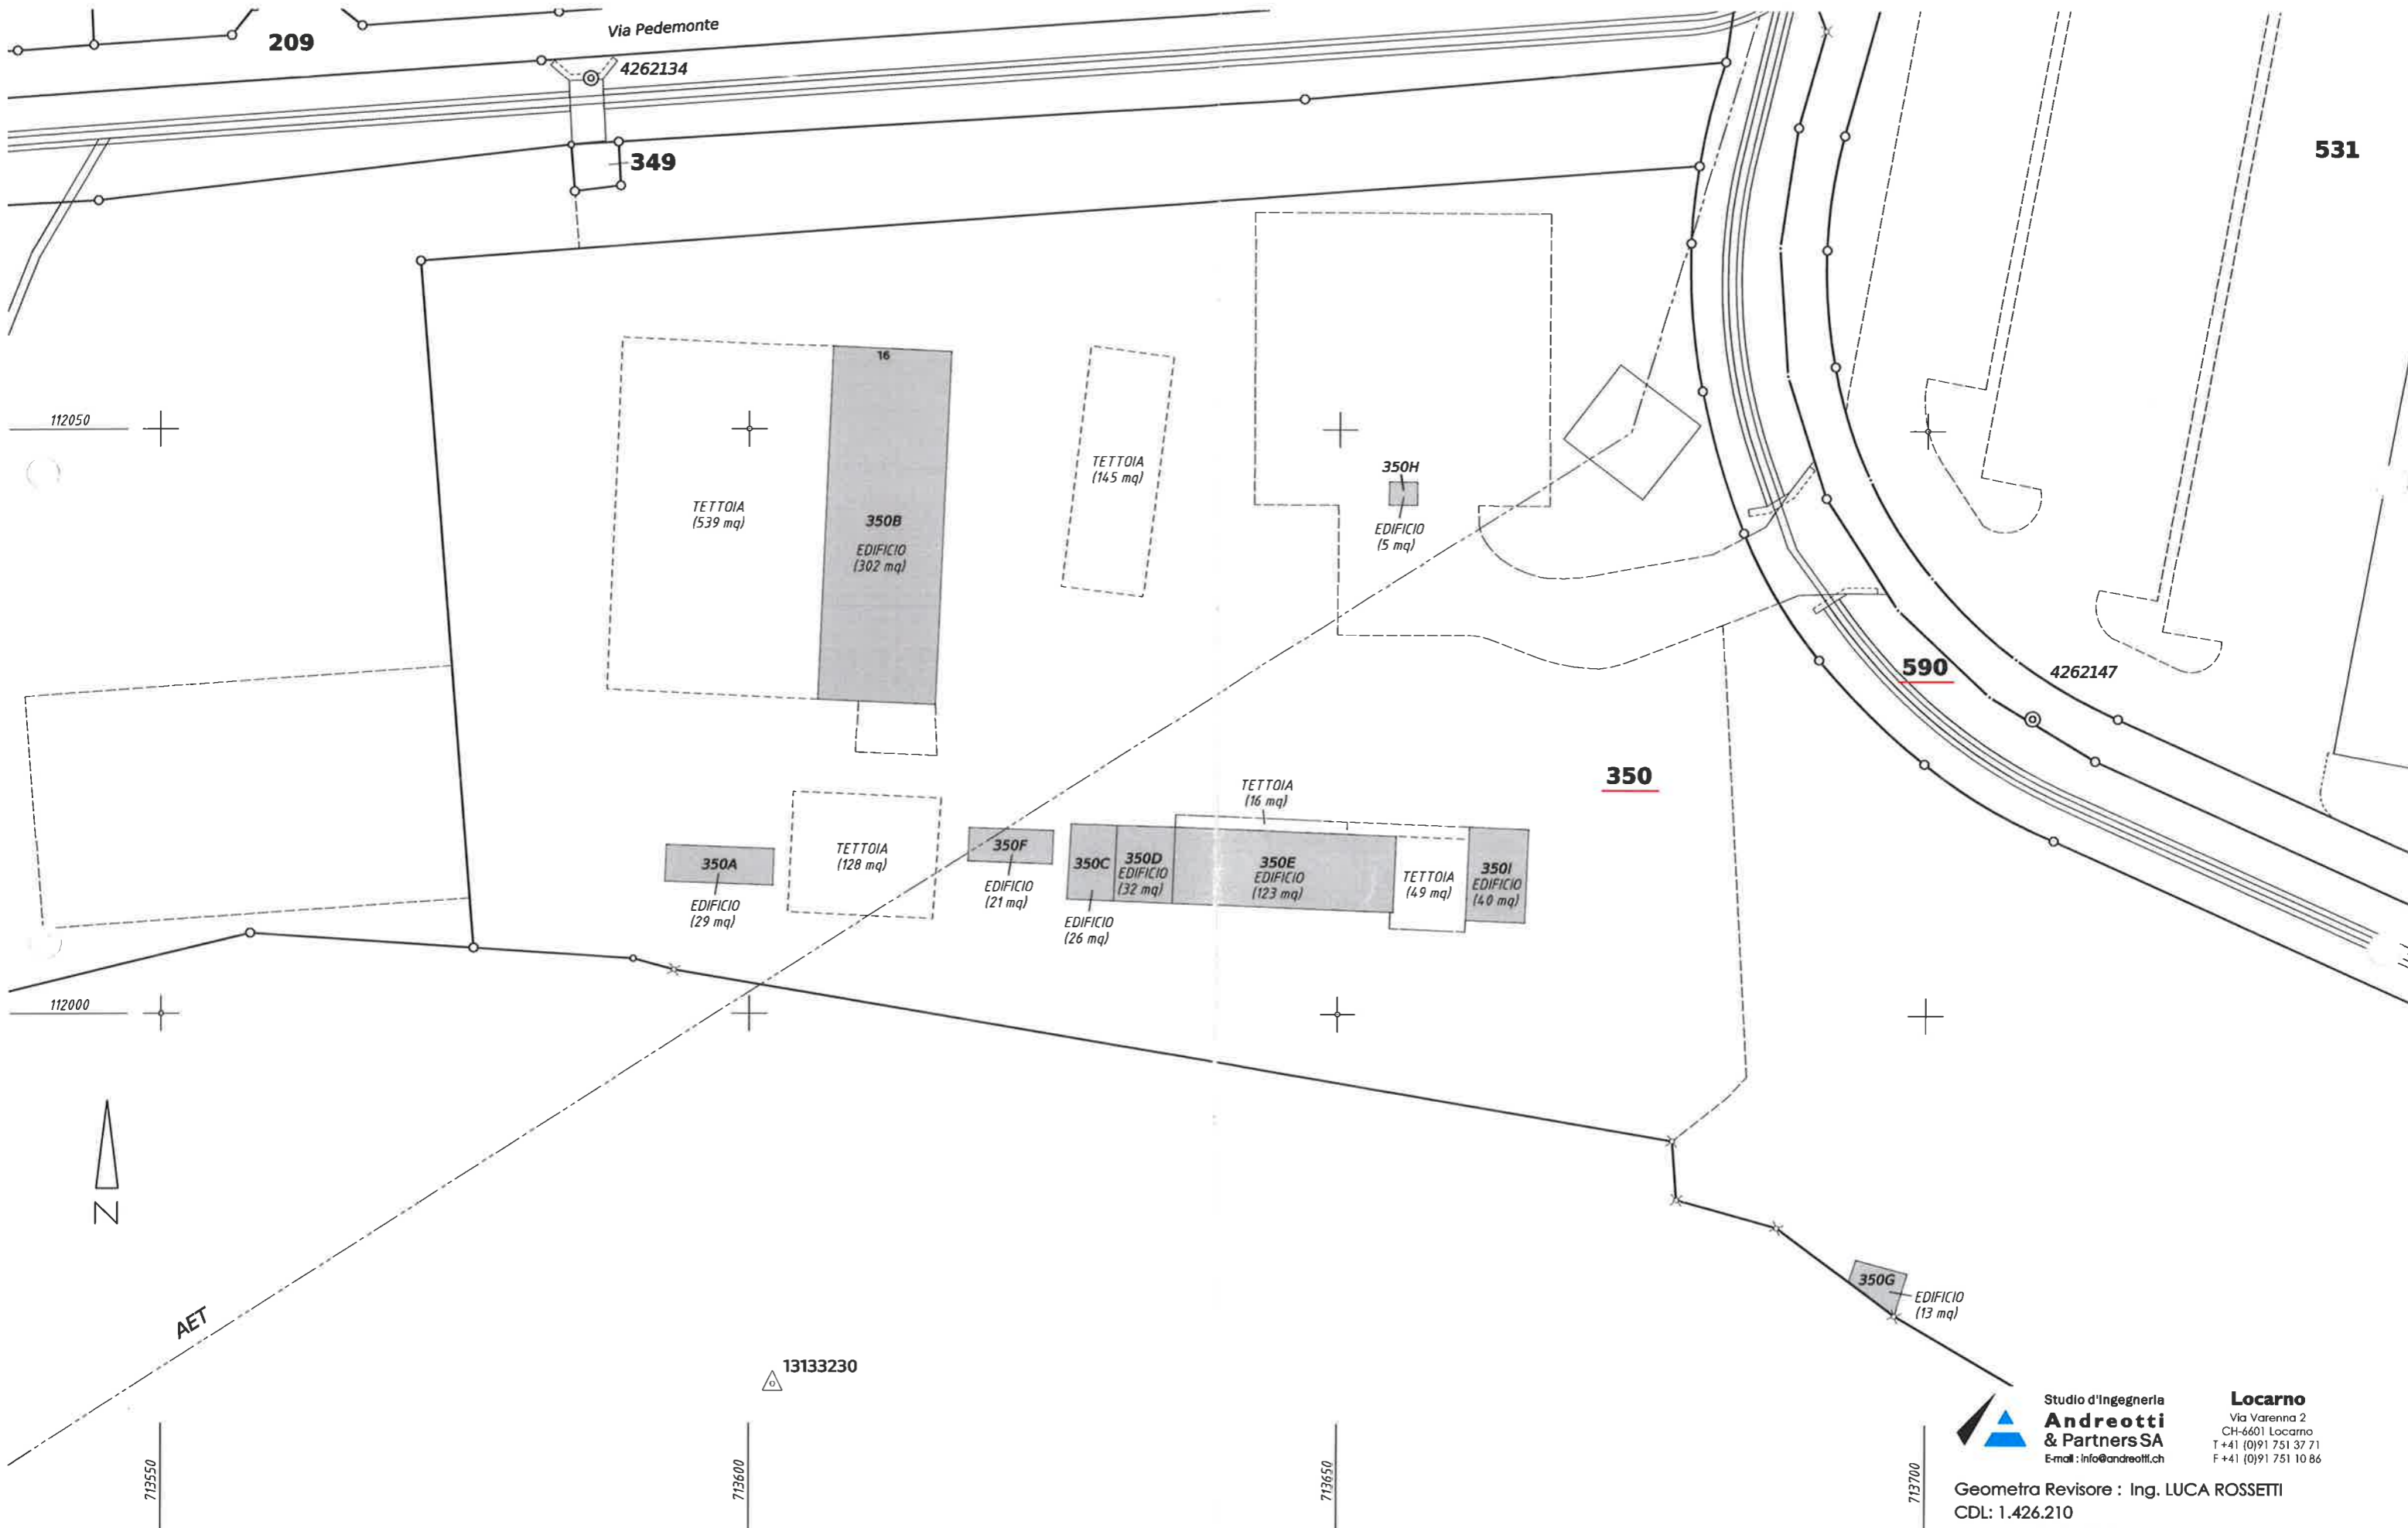 209
Via Pedemonte
4262134
349
531
16
112050
TETTOIA
(539 mq)
350B
EDIFICIO
(302 mq)
TETTOIA
(145 mq)
350H
EDIFICIO
(5 mq)
590
4262147
350
TETTOIA
(16 mq)
350A
EDIFICIO
(29 mq)
TETTOIA
(128 mq)
350F
EDIFICIO
(21 mq)
350C
EDIFICIO
(26 mq)
350D
EDIFICIO
(32 mq)
350E
EDIFICIO
(123 mq)
TETTOIA
(49 mq)
350I
EDIFICIO
(40 mq)
112000
N
350G
EDIFICIO
(13 mq)
AET
13133230
713550
713600
713650
713700
Studio d'Ingegneria
Andreotti
& Partners SA
E-mail : info@andreotti.ch
Locarno
Via Varenna 2
CH-6601 Locarno
T +41 (0)91 751 37 71
F +41 (0)91 751 10 86
Geometra Revisore : Ing. LUCA ROSSETTI
CDL: 1.426.210